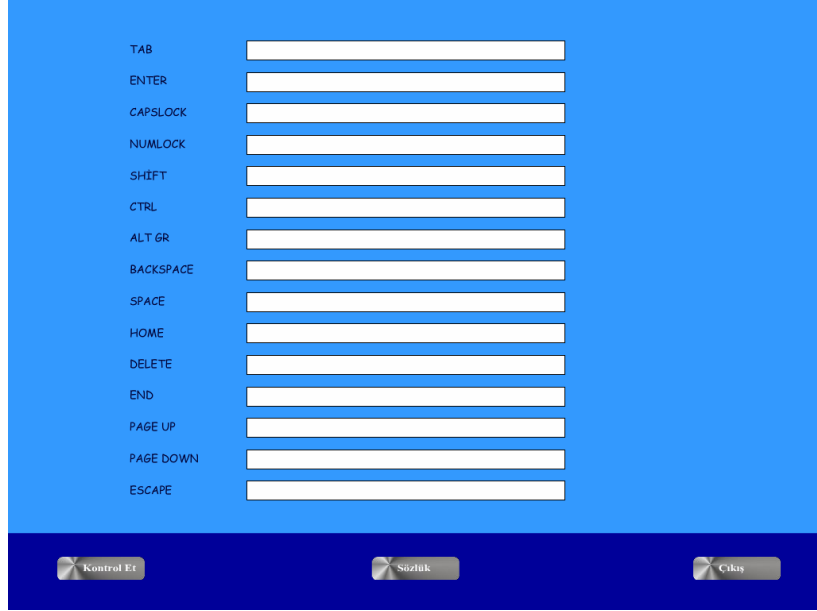 TAB
ENTER
CAPSLOCK
NUMLOCK
SHİFT
CTRL
ALT GR
BACKSPACE
SPACE
HOME
DELETE
END
PAGE UP
PAGE DOWN
ESCAPE
Kontrol Et
Sözlük
Çıkış